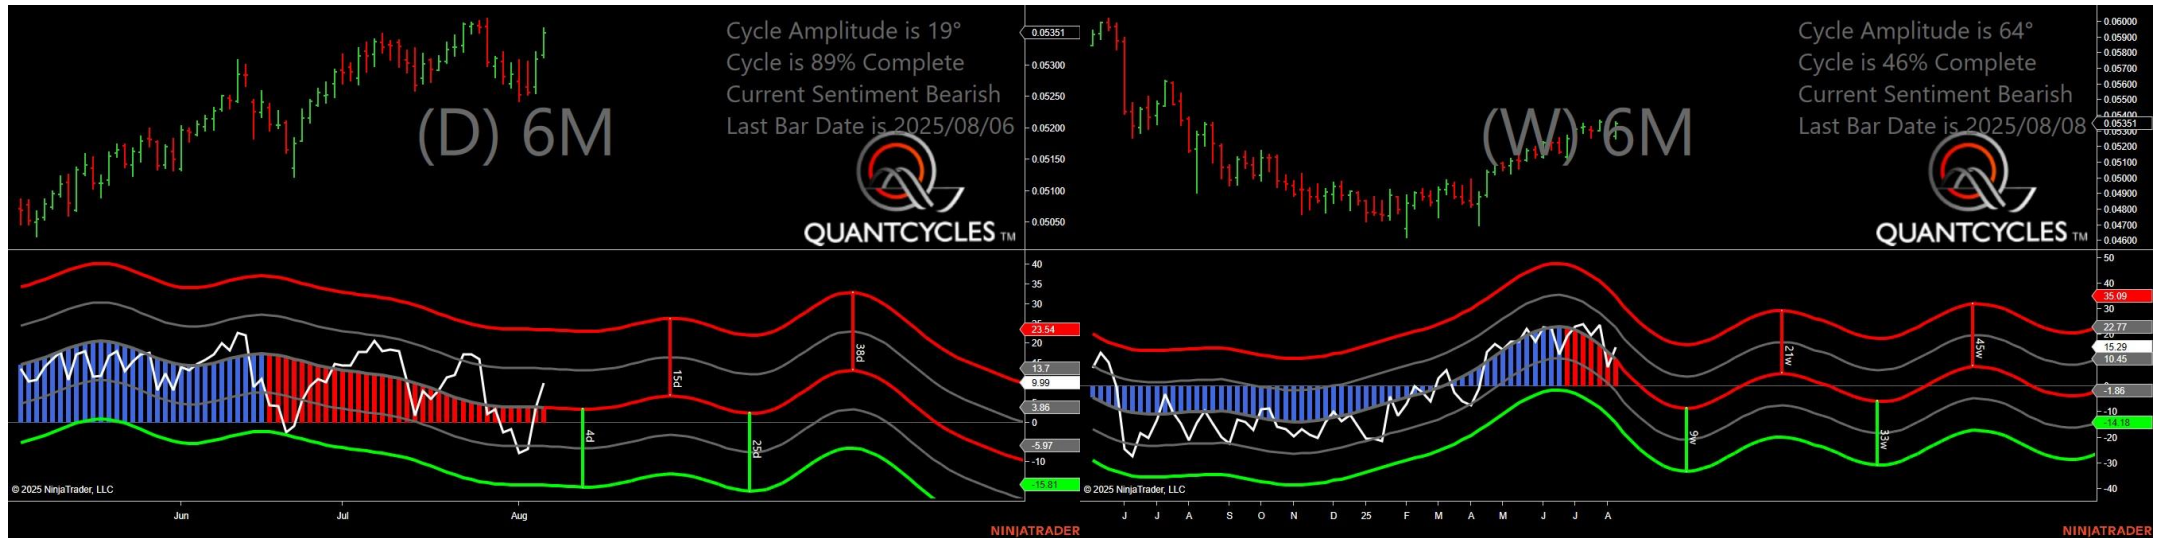 Cycle Amplitude is 19°
Cycle is 89% Complete
Current Sentiment Bearish
Last Bar Date is 2025/08/06
(D) 6M
QUANTCYCLES TM
0.05351
0.05300
0.05250
0.05200
0.05150
0.05100
0.05050
40
35
30
23.54
20
13.7
9.99
3.86
0
-5.97
-10
-15.81
4d
15d
25d
38d
© 2025 NinjaTrader, LLC
Jun
Jul
Aug
NINJATRADER
Cycle Amplitude is 64°
Cycle is 46% Complete
Current Sentiment Bearish
Last Bar Date is 2025/08/08
(W) 6M
QUANTCYCLES TM
0.06000
0.05900
0.05800
0.05700
0.05600
0.05500
0.05351
0.05300
0.05200
0.05100
0.05000
0.04900
0.04800
0.04700
0.04600
50
40
35.09
30
22.77
15.29
10.45
-1.86
-10
-14.18
-20
-30
-40
9w
21w
33w
45w
© 2025 NinjaTrader, LLC
J J A S O N D 25 F M A M J J A
NINJATRADER